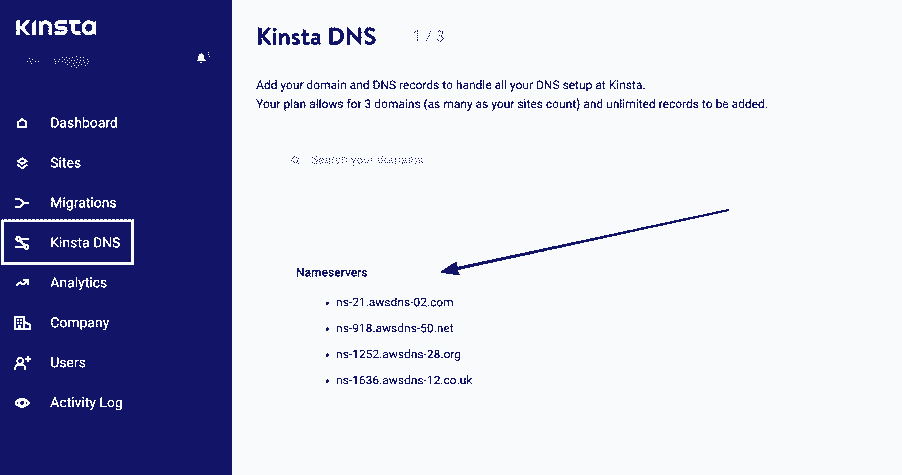 Kinsta
Dashboard
Sites
Migrations
Kinsta DNS
Analytics
Company
Users
Activity Log
Kinsta DNS 1 / 3
Add your domain and DNS records to handle all your DNS setup at Kinsta.
Your plan allows for 3 domains (as many as your sites count) and unlimited records to be added.
Search your domains
Nameservers
• ns-21.awsdns-02.com
• ns-918.awsdns-50.net
• ns-1252.awsdns-28.org
• ns-1636.awsdns-12.co.uk